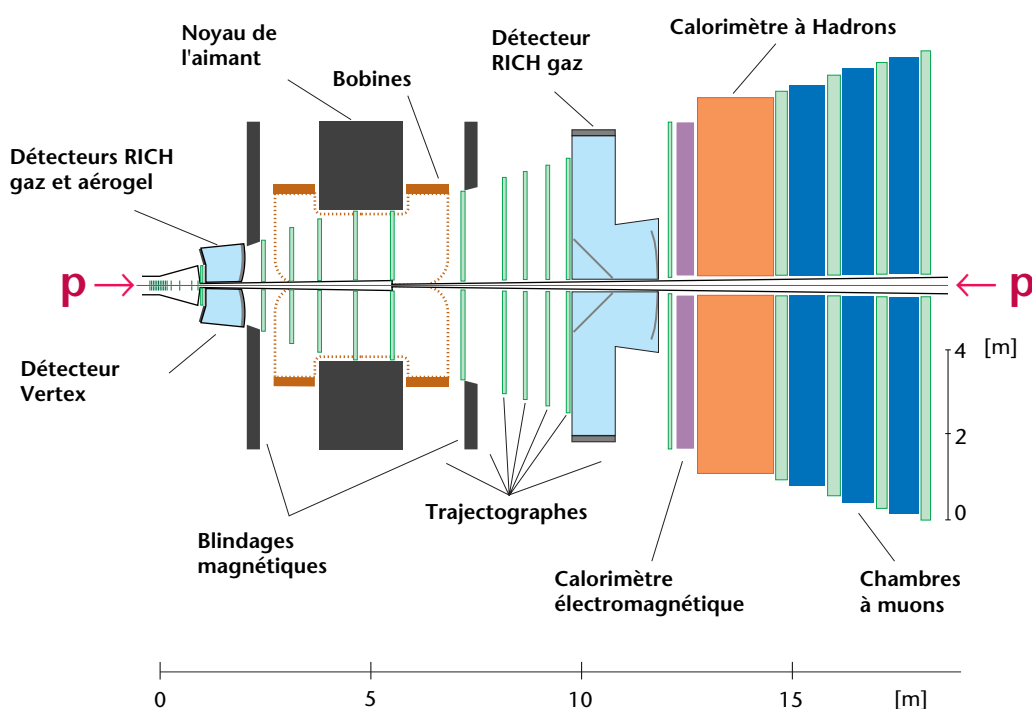 Noyau de
l'aimant
Bobines
Détecteur
RICH gaz
Calorimètre à Hadrons
Détecteurs RICH
gaz et aérogel
p
p
Détecteur
Vertex
4
[m]
2
0
Trajectographes
Blindages
magnétiques
Calorimètre
électromagnétique
Chambres
à muons
0
5
10
15
[m]